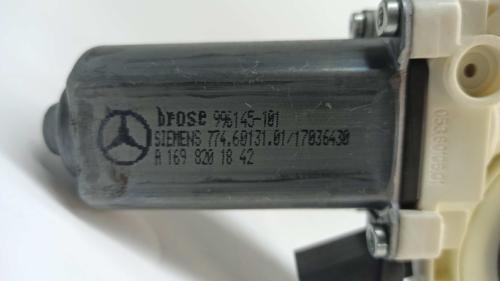 brose 996145-101
SIEMENS 774.60131.01/17036430
A 169 820 18 42